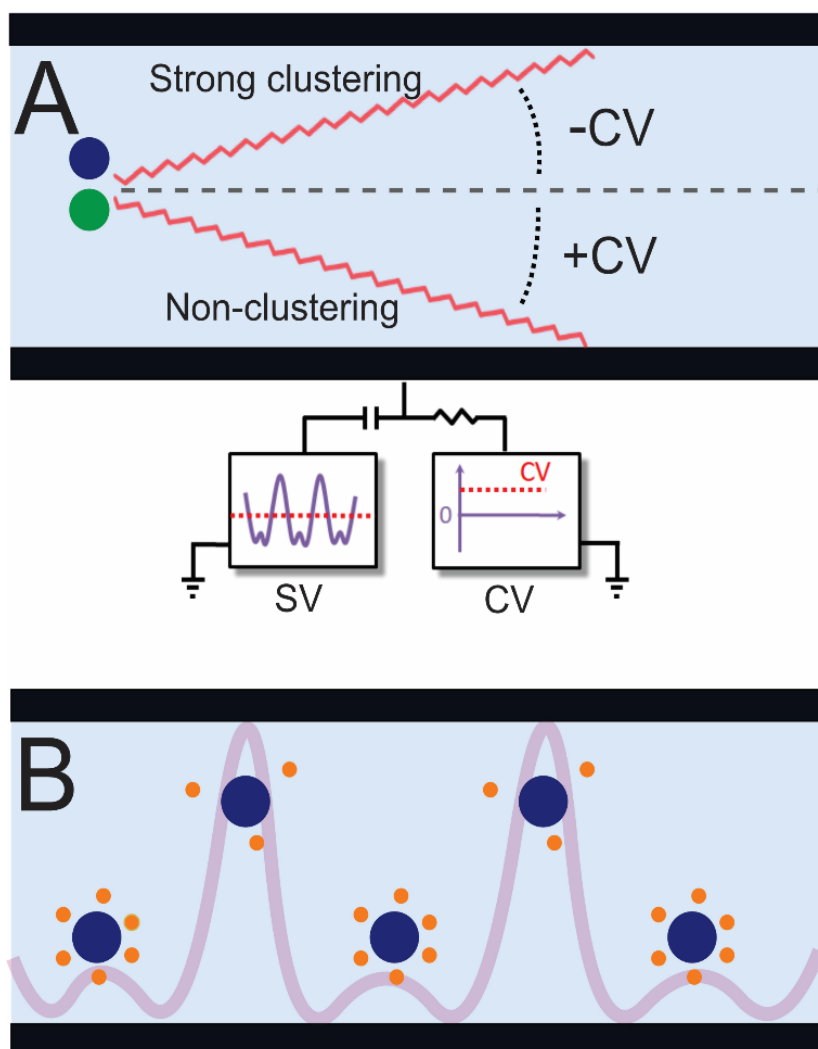 A
Strong clustering
-CV
+CV
Non-clustering
CV
0
SV
CV
B